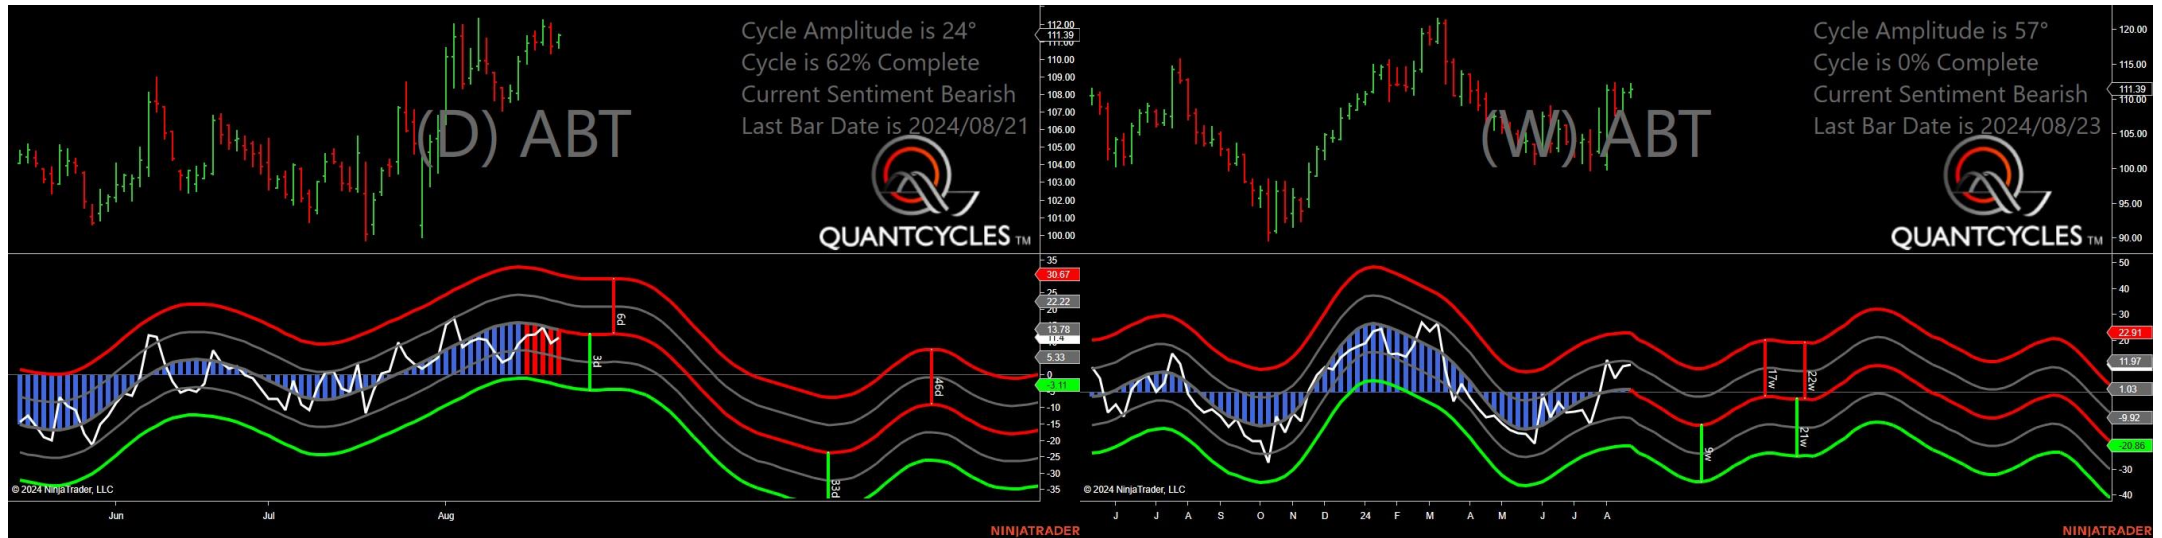 Cycle Amplitude is 24°
Cycle is 62% Complete
Current Sentiment Bearish
Last Bar Date is 2024/08/21
(D) ABT
QUANTCYCLES TM
112.00
111.39
111.00
110.00
109.00
108.00
107.00
106.00
105.00
104.00
103.00
102.00
101.00
100.00
35
30.67
25
22.22
15
13.78
11.4
10
5.33
0
-3.11
-5
-10
-15
-20
-25
-30
-35
6d
3d
33d
46d
© 2024 NinjaTrader, LLC
Jun
Jul
Aug
NINJATRADER
Cycle Amplitude is 57°
Cycle is 0% Complete
Current Sentiment Bearish
Last Bar Date is 2024/08/23
(W) ABT
QUANTCYCLES TM
120.00
115.00
111.39
110.00
105.00
100.00
95.00
90.00
50
40
30
22.91
20
11.97
1.03
-9.92
-20.86
-30
-40
17w
22w
9w
21w
© 2024 NinjaTrader, LLC
J
J
A
S
O
N
D
24
F
M
A
M
J
J
A
NINJATRADER